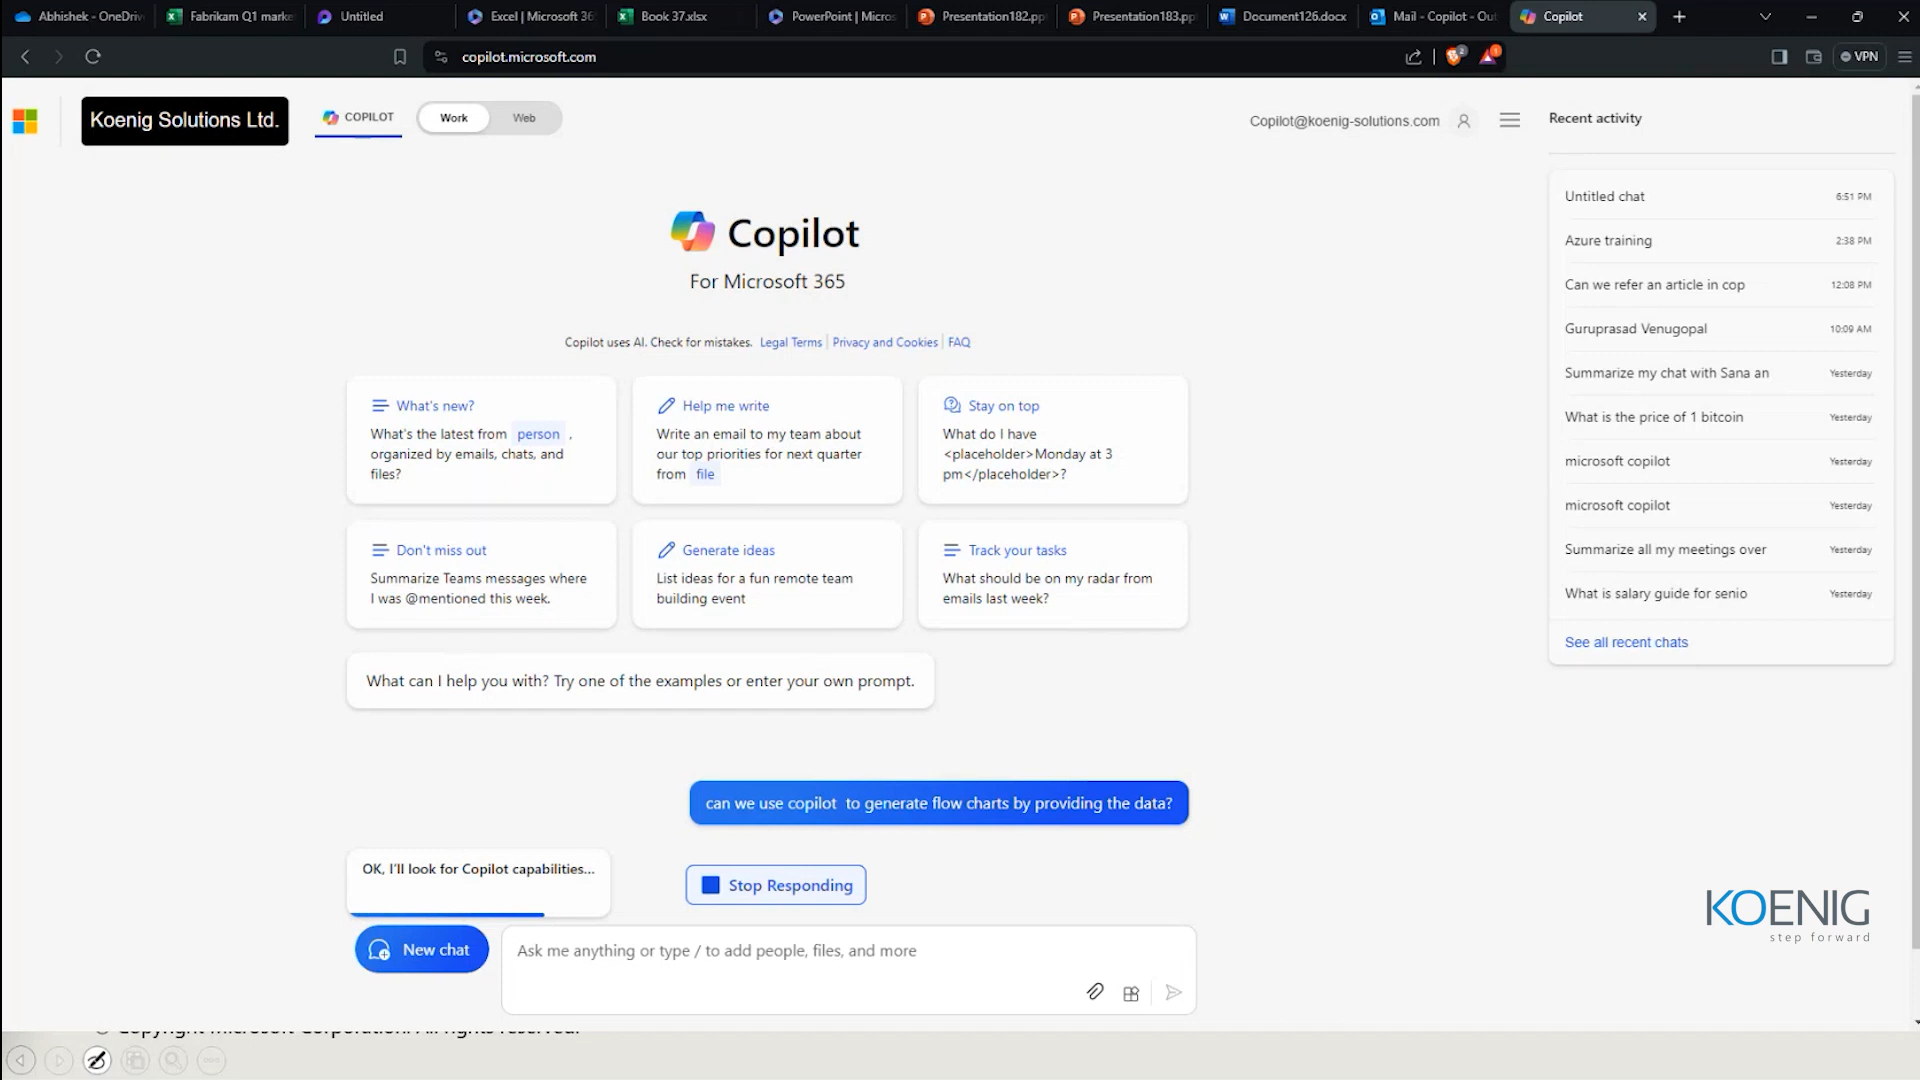 Abhishek - OneDriv
Fabrikam Q1 marke
Untitled
Excel | Microsoft 36
Book 37.xlsx
PowerPoint | Micros
Presentation182.pp
Presentation183.pp
Document126.docx
Mail - Copilot - Out
Copilot
copilot.microsoft.com
2
1
VPN
Koenig Solutions Ltd.
COPILOT
Work
Web
Copilot@koenig-solutions.com
Copilot
For Microsoft 365
Copilot uses AI. Check for mistakes. Legal Terms | Privacy and Cookies | FAQ
What's new?
What's the latest from person ,
organized by emails, chats, and
files?
Help me write
Write an email to my team about
our top priorities for next quarter
from file
Stay on top
What do I have
<placeholder>Monday at 3
pm</placeholder>?
Don't miss out
Summarize Teams messages where
I was @mentioned this week.
Generate ideas
List ideas for a fun remote team
building event
Track your tasks
What should be on my radar from
emails last week?
What can I help you with? Try one of the examples or enter your own prompt.
can we use copilot to generate flow charts by providing the data?
OK, I'll look for Copilot capabilities...
Stop Responding
New chat
Ask me anything or type / to add people, files, and more
Recent activity
Untitled chat 6:51 PM
Azure training 2:38 PM
Can we refer an article in cop 12:08 PM
Guruprasad Venugopal 10:09 AM
Summarize my chat with Sana an Yesterday
What is the price of 1 bitcoin Yesterday
microsoft copilot Yesterday
microsoft copilot Yesterday
Summarize all my meetings over Yesterday
What is salary guide for senio Yesterday
See all recent chats
KOENIG
step forward
© Copyright Microsoft Corporation. All rights reserved.